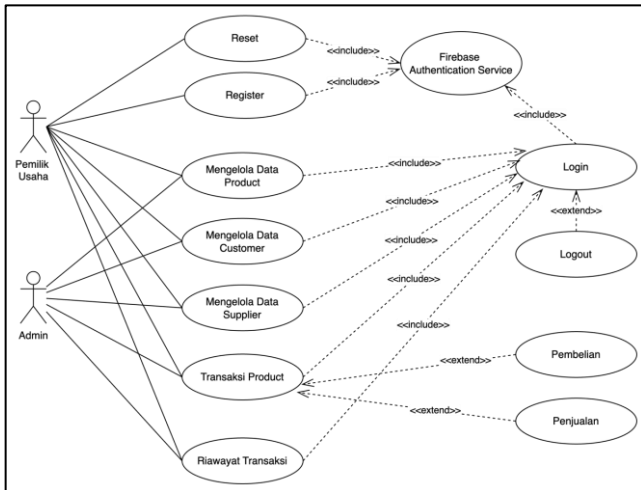 Reset
<<include>>
Firebase
Authentication Service
Register
<<include>>
<<include>>
Pemilik
Usaha
Mengelola Data
Product
<<include>>
Login
Mengelola Data
Customer
<<include>>
<<extend>>
Logout
<<include>>
Admin
Mengelola Data
Supplier
<<include>>
<<include>>
Transaksi Product
<<extend>>
Pembelian
<<extend>>
Penjualan
Riawayat Transaksi